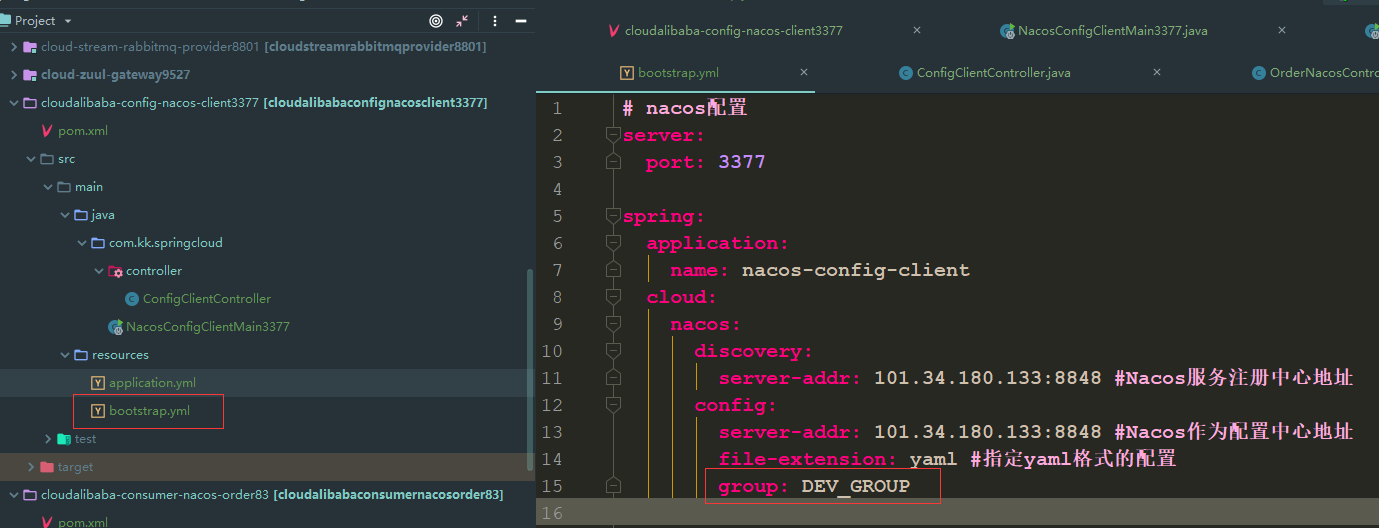 Project
cloud-stream-rabbitmq-provider8801 [cloudstreamrabbitmqprovider8801]
cloud-zuul-gateway9527
cloudalibaba-config-nacos-client3377 [cloudalibabaconfignacosclient3377]
pom.xml
src
main
java
com.kk.springcloud
controller
ConfigClientController
NacosConfigClientMain3377
resources
application.yml
bootstrap.yml
test
target
cloudalibaba-consumer-nacos-order83 [cloudalibabaconsumernacosorder83]
pom.xml
cloudalibaba-config-nacos-client3377
NacosConfigClientMain3377.java
bootstrap.yml
ConfigClientController.java
OrderNacosContro
1 # nacos配置
2 server:
3 port: 3377
4
5 spring:
6 application:
7 name: nacos-config-client
8 cloud:
9 nacos:
10 discovery:
11 server-addr: 101.34.180.133:8848 #Nacos服务注册中心地址
12 config:
13 server-addr: 101.34.180.133:8848 #Nacos作为配置中心地址
14 file-extension: yaml #指定yaml格式的配置
15 group: DEV_GROUP
16